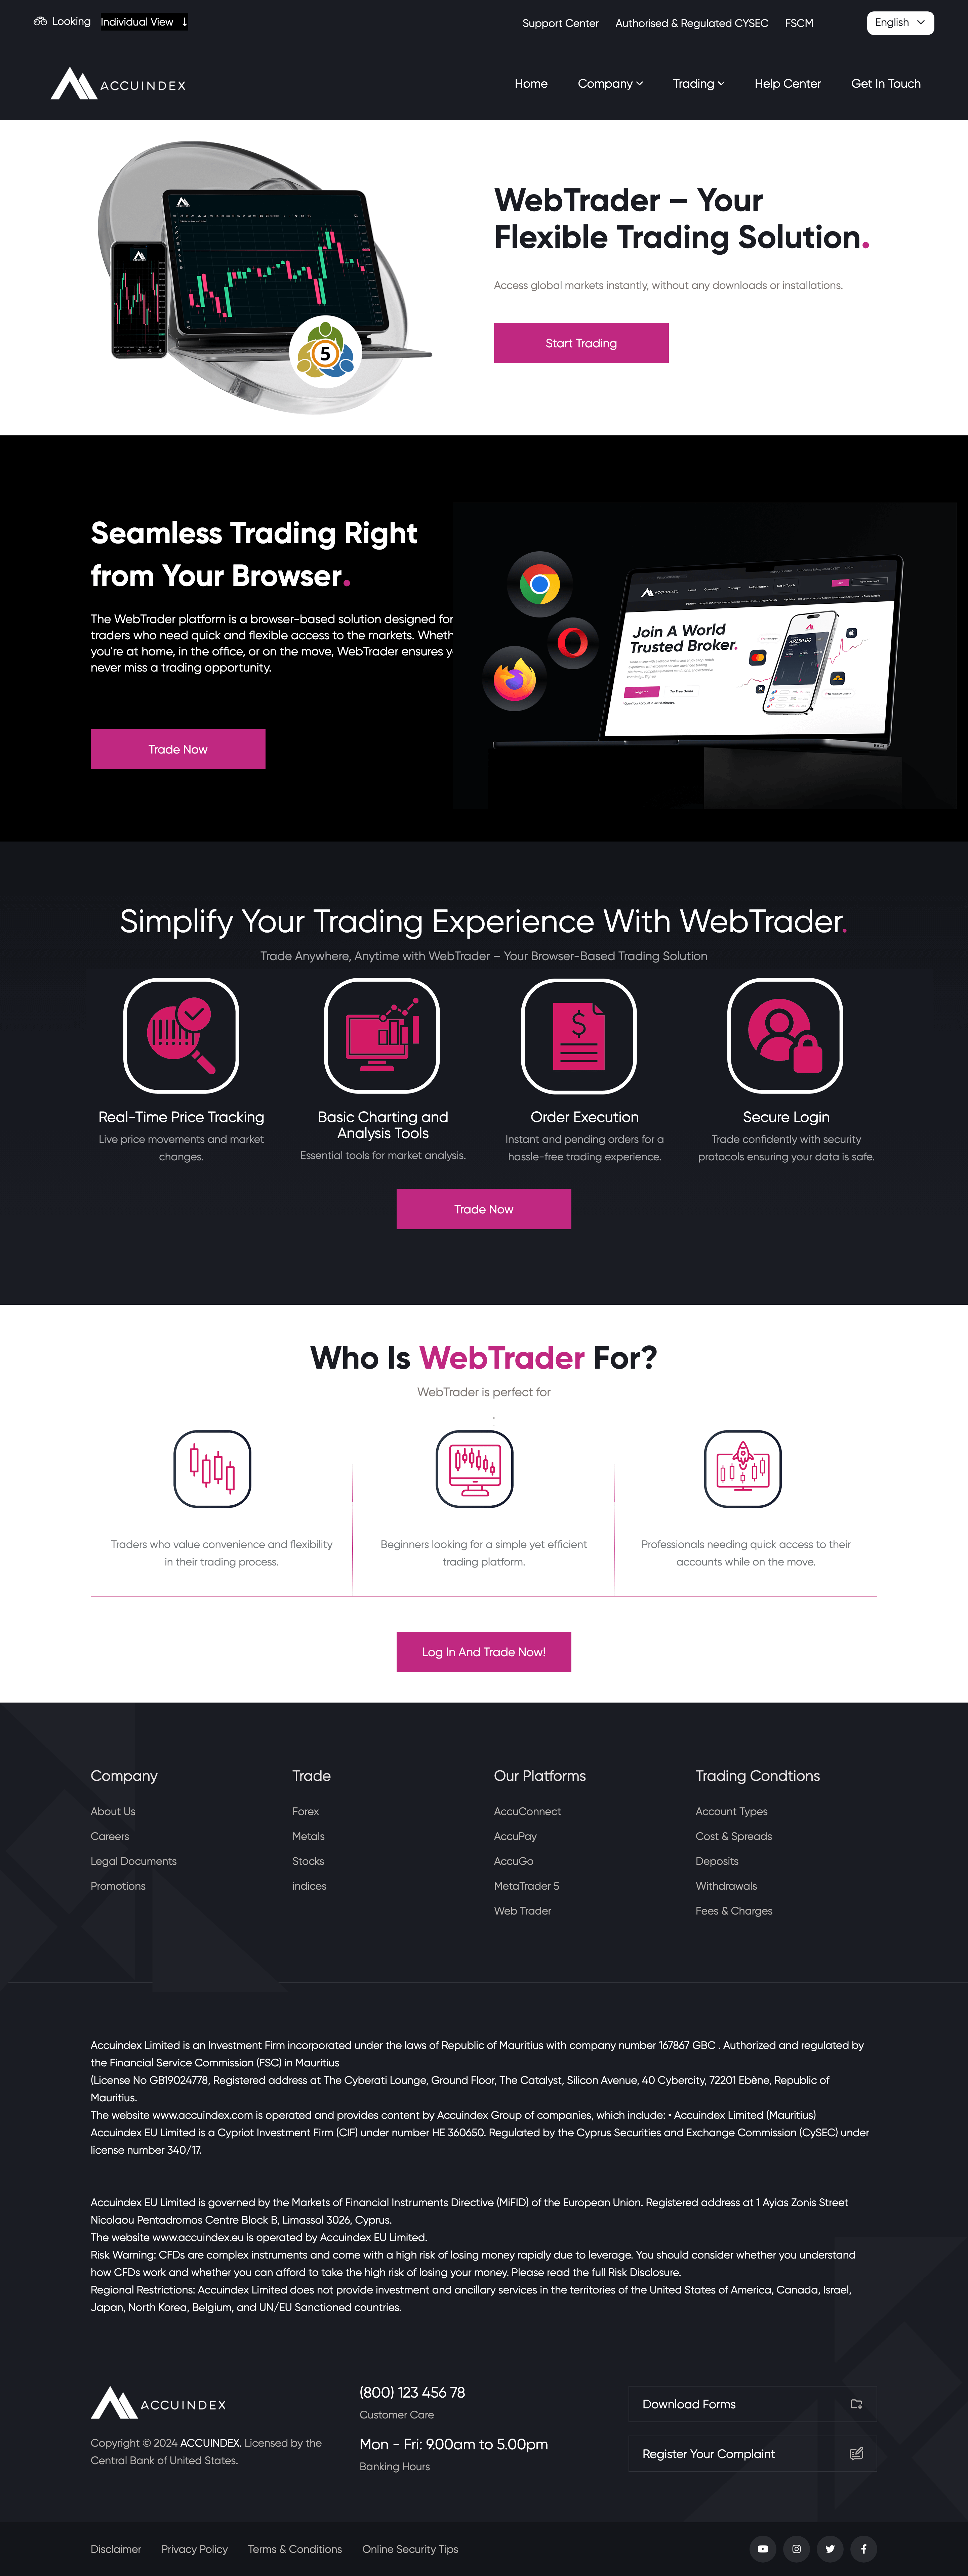 Looking Individual View ↓
Support Center Authorised & Regulated CYSEC FSCM English
ACCUINDEX
Home Company Trading Help Center Get In Touch
WebTrader – Your
Flexible Trading Solution.
Access global markets instantly, without any downloads or installations.
Start Trading
5
Seamless Trading Right
from Your Browser.
The WebTrader platform is a browser-based solution designed for
traders who need quick and flexible access to the markets. Wheth
you're at home, in the office, or on the move, WebTrader ensures y
never miss a trading opportunity.
Trade Now
ACCUINDEX
Join A World
Trusted Broker.
Register Try Free Demo
Simplify Your Trading Experience With WebTrader.
Trade Anywhere, Anytime with WebTrader – Your Browser-Based Trading Solution
$
Real-Time Price Tracking
Live price movements and market
changes.
Basic Charting and
Analysis Tools
Essential tools for market analysis.
Order Execution
Instant and pending orders for a
hassle-free trading experience.
Secure Login
Trade confidently with security
protocols ensuring your data is safe.
Trade Now
Who Is WebTrader For?
WebTrader is perfect for
.
Traders who value convenience and flexibility
in their trading process.
Beginners looking for a simple yet efficient
trading platform.
Professionals needing quick access to their
accounts while on the move.
Log In And Trade Now!
Company
About Us
Careers
Legal Documents
Promotions
Trade
Forex
Metals
Stocks
indices
Our Platforms
AccuConnect
AccuPay
AccuGo
MetaTrader 5
Web Trader
Trading Condtions
Account Types
Cost & Spreads
Deposits
Withdrawals
Fees & Charges
Accuindex Limited is an Investment Firm incorporated under the laws of Republic of Mauritius with company number 167867 GBC . Authorized and regulated by
the Financial Service Commission (FSC) in Mauritius
(License No GB19024778, Registered address at The Cyberati Lounge, Ground Floor, The Catalyst, Silicon Avenue, 40 Cybercity, 72201 Ebène, Republic of
Mauritius.
The website www.accuindex.com is operated and provides content by Accuindex Group of companies, which include: • Accuindex Limited (Mauritius)
Accuindex EU Limited is a Cypriot Investment Firm (CIF) under number HE 360650. Regulated by the Cyprus Securities and Exchange Commission (CySEC) under
license number 340/17.
Accuindex EU Limited is governed by the Markets of Financial Instruments Directive (MiFID) of the European Union. Registered address at 1 Ayias Zonis Street
Nicolaou Pentadromos Centre Block B, Limassol 3026, Cyprus.
The website www.accuindex.eu is operated by Accuindex EU Limited.
Risk Warning: CFDs are complex instruments and come with a high risk of losing money rapidly due to leverage. You should consider whether you understand
how CFDs work and whether you can afford to take the high risk of losing your money. Please read the full Risk Disclosure.
Regional Restrictions: Accuindex Limited does not provide investment and ancillary services in the territories of the United States of America, Canada, Israel,
Japan, North Korea, Belgium, and UN/EU Sanctioned countries.
ACCUINDEX
Copyright © 2024 ACCUINDEX. Licensed by the
Central Bank of United States.
(800) 123 456 78
Customer Care
Mon - Fri: 9.00am to 5.00pm
Banking Hours
Download Forms
Register Your Complaint
Disclaimer Privacy Policy Terms & Conditions Online Security Tips